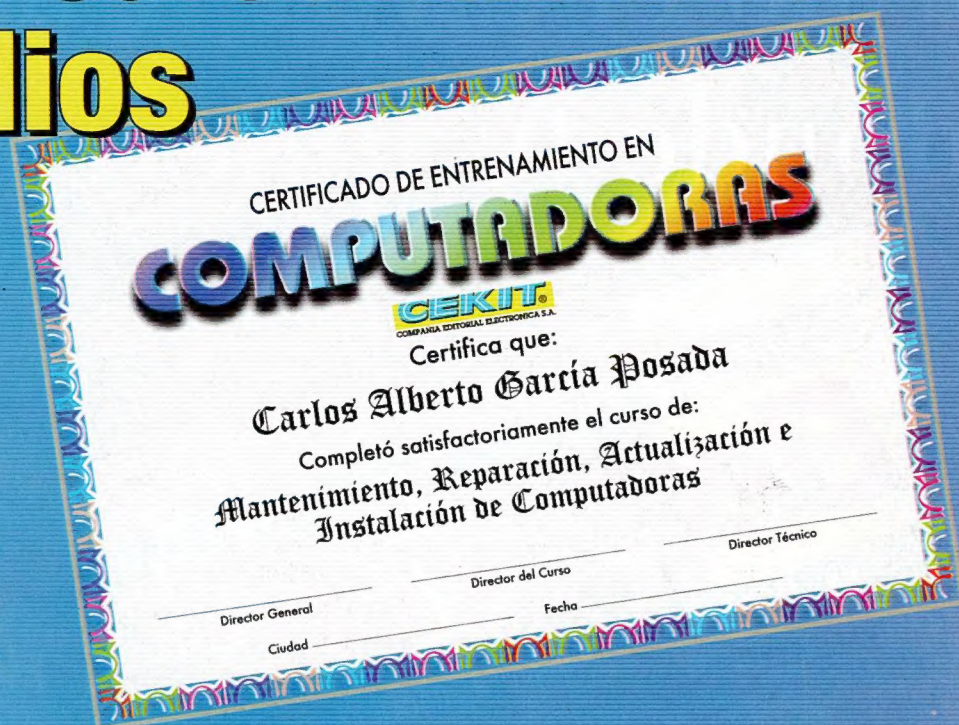 CERTIFICADO DE ENTRENAMIENTO EN
COMPUTADORAS
CEKIT®
COMPAÑIA EDITORIAL ELECTRONICA S.A.
Certifica que:
Carlos Alberto García Posada
Completó satisfactoriamente el curso de:
Mantenimiento, Reparación, Actualización e
Instalación de Computadoras
Director General
Director del Curso
Director Técnico
Ciudad
Fecha